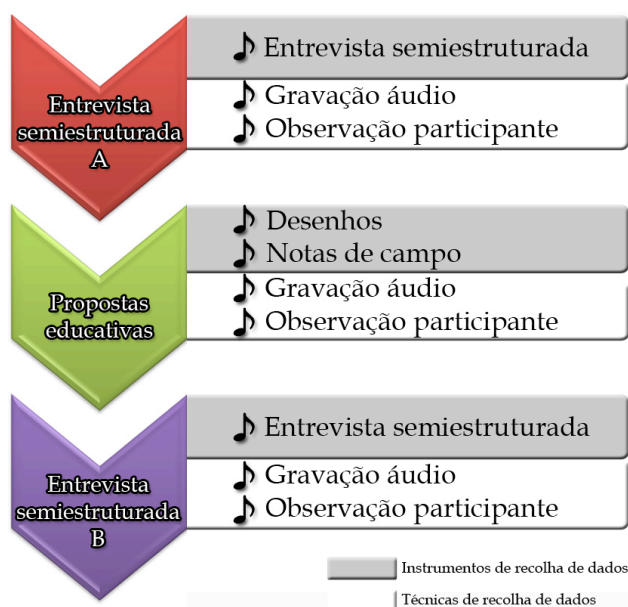 Entrevista
semiestruturada
A
Entrevista semiestruturada
Gravação áudio
Observação participante
Propostas
educativas
Desenhos
Notas de campo
Gravação áudio
Observação participante
Entrevista
semiestruturada
B
Entrevista semiestruturada
Gravação áudio
Observação participante
Instrumentos de recolha de dados
Técnicas de recolha de dados